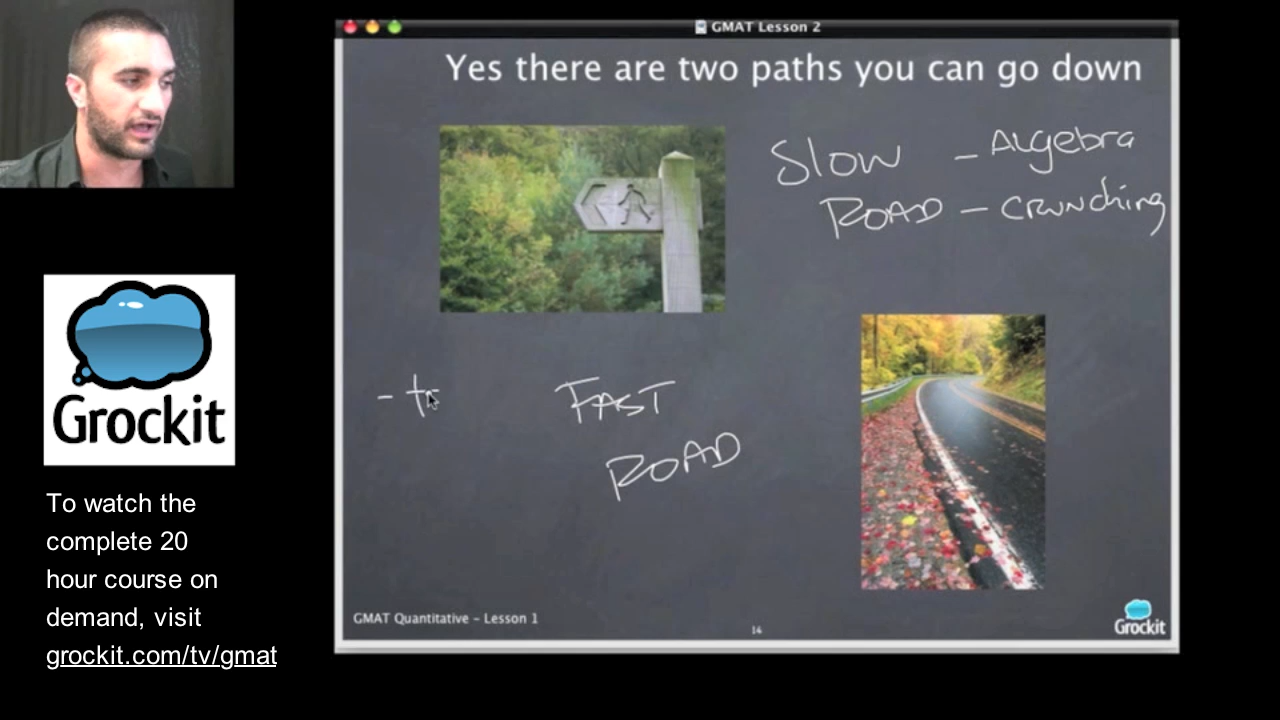 GMAT Lesson 2
Yes there are two paths you can go down
Slow - Algebra
ROAD - crunching
FAST
ROAD
GMAT Quantitative - Lesson 1
14
Grockit
Grockit
To watch the
complete 20
hour course on
demand, visit
grockit.com/tv/gmat